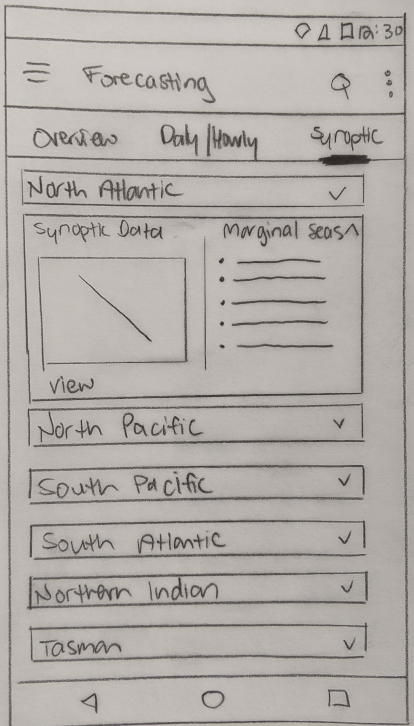 12:30
Forecasting
Overview Daily/Hourly Synoptic
North Atlantic
Synoptic Data Marginal Seas
View
North Pacific
South Pacific
South Atlantic
Northern Indian
Tasman